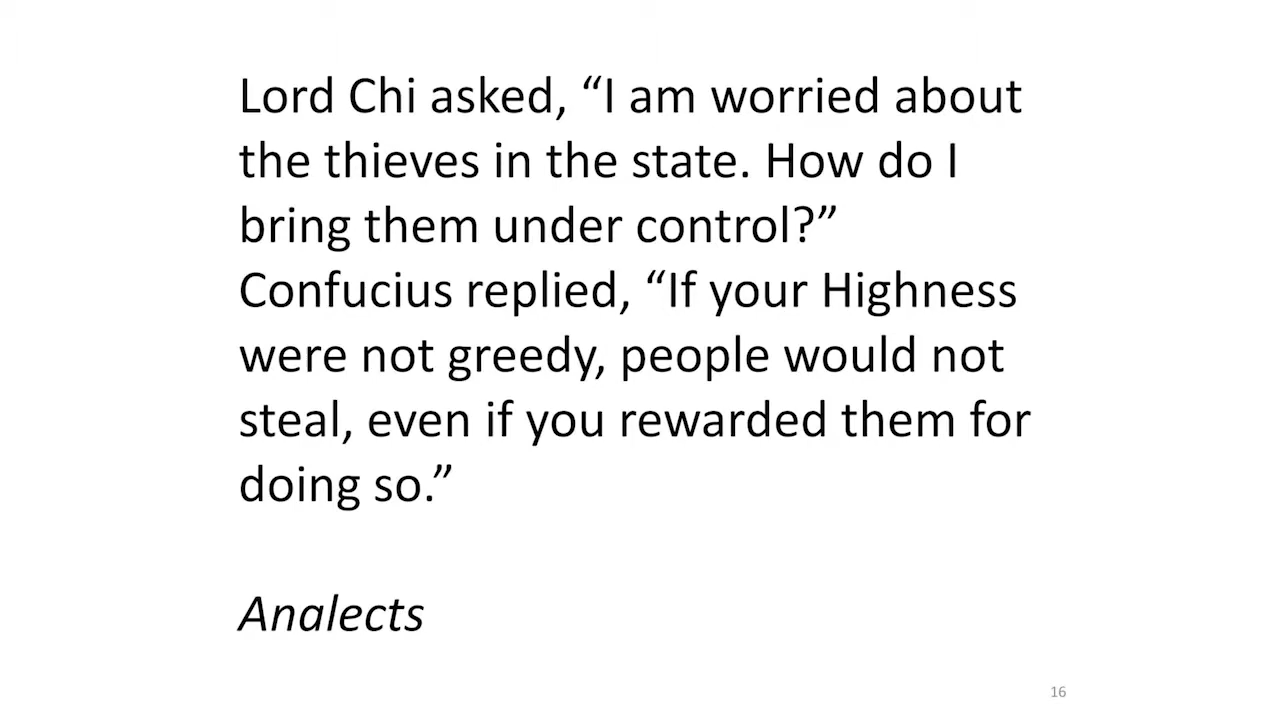 Lord Chi asked, “I am worried about
the thieves in the state. How do I
bring them under control?”
Confucius replied, “If your Highness
were not greedy, people would not
steal, even if you rewarded them for
doing so.”
Analects
16